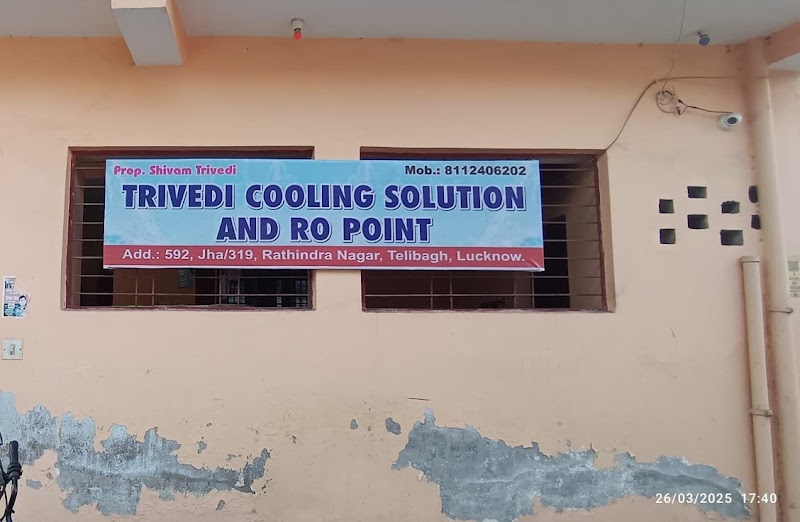 Prop. Shivam Trivedi
Mob.: 8112406202
TRIVEDI COOLING SOLUTION
AND RO POINT
Add.: 592, Jha/319, Rathindra Nagar, Telibagh, Lucknow.
26/03/2025 17:40